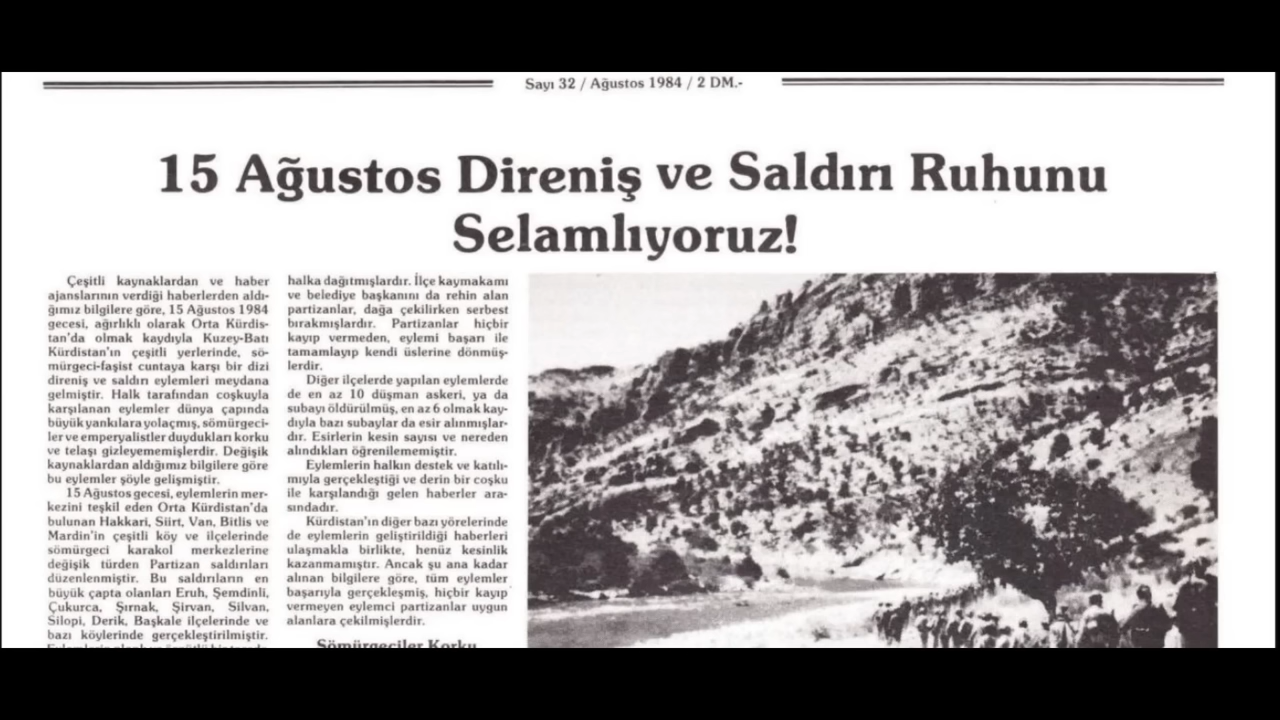 Sayı 32 / Ağustos 1984 / 2 DM.-
15 Ağustos Direniş ve Saldırı Ruhunu
Selamlıyoruz!
Çeşitli kaynaklardan ve haber
ajanslarının verdiği haberlerden aldı-
ğımız bilgilere göre, 15 Ağustos 1984
gecesi, ağırlıklı olarak Orta Kürdis-
tan'da olmak kaydıyla Kuzey-Batı
Kürdistan'ın çeşitli yerlerinde, sö-
mürgeci-faşist cuntaya karşı bir dizi
direniş ve saldırı eylemleri meydana
gelmiştir. Halk tarafından coşkuyla
karşılanan eylemler dünya çapında
büyük yankılara yolaçmış, sömürgeci-
ler ve emperyalistler duydukları korku
ve telaşı gizleyememişlerdir. Değişik
kaynaklardan aldığımız bilgilere göre
bu eylemler şöyle gelişmiştir.
15 Ağustos gecesi, eylemlerin mer-
kezini teşkil eden Orta Kürdistan'da
bulunan Hakkari, Siirt, Van, Bitlis ve
Mardin'in çeşitli köy ve ilçelerinde
sömürgeci karakol merkezlerine
değişik türden Partizan saldırıları
düzenlenmiştir. Bu saldırıların en
büyük çapta olanları Eruh, Şemdinli,
Çukurca, Şırnak, Şirvan, Silvan,
Silopi, Derik, Başkale ilçelerinde ve
bazı köylerinde gerçekleştirilmiştir.
halka dağıtmışlardır. İlçe kaymakamı
ve belediye başkanını da rehin alan
partizanlar, dağa çekilirken serbest
bırakmışlardır. Partizanlar hiçbir
kayıp vermeden, eylemi başarı ile
tamamlayıp kendi üslerine dönmüş-
lerdir.
Diğer ilçelerde yapılan eylemlerde
de en az 10 düşman askeri, ya da
subayı öldürülmüş, en az 6 olmak kay-
dıyla bazı subaylar da esir alınmışlar-
dır. Esirlerin kesin sayısı ve nereden
alındıkları öğrenilememiştir.
Eylemlerin halkın destek ve katılı-
mıyla gerçekleştiği ve derin bir coşku
ile karşılandığı gelen haberler ara-
sındadır.
Kürdistan'ın diğer bazı yörelerinde
de eylemlerin geliştirildiği haberleri
ulaşmakla birlikte, henüz kesinlik
kazanmamıştır. Ancak şu ana kadar
alınan bilgilere göre, tüm eylemler
başarıyla gerçekleşmiş, hiçbir kayıp
vermeyen eylemci partizanlar uygun
alanlara çekilmişlerdir.
Sömürgeciler Korku